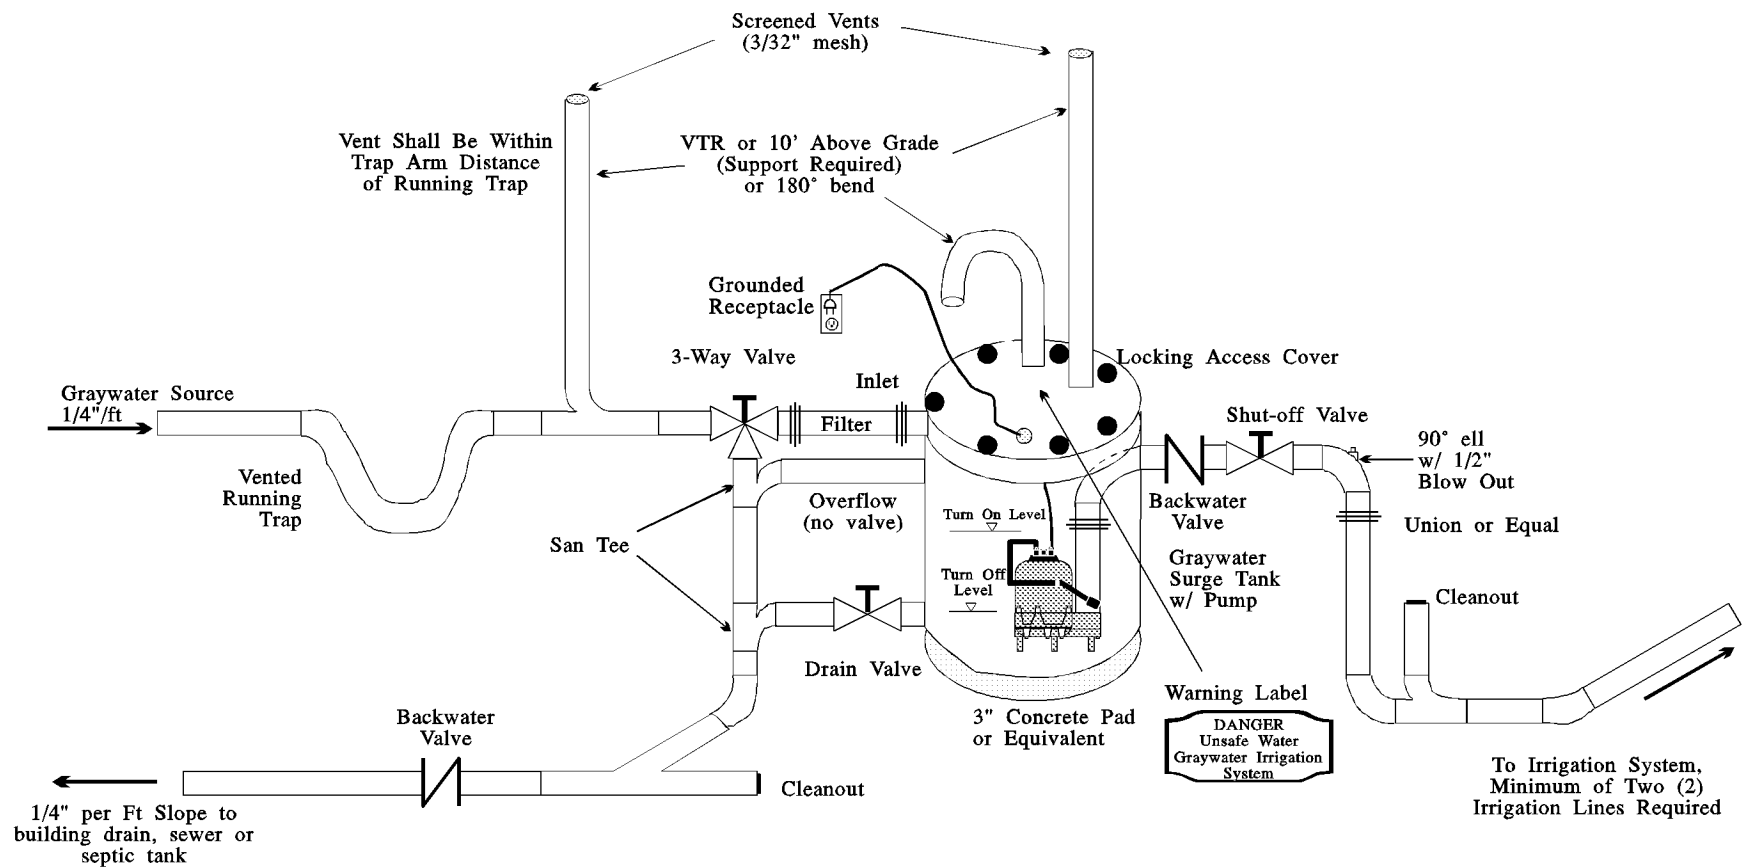 Screened Vents
(3/32" mesh)
Vent Shall Be Within
Trap Arm Distance
of Running Trap
VTR or 10' Above Grade
(Support Required)
or 180° bend
Grounded
Receptacle
3-Way Valve
Locking Access Cover
Graywater Source
1/4"/ft
Inlet
Filter
Shut-off Valve
90° ell
w/ 1/2"
Blow Out
Vented
Running
Trap
Overflow
(no valve)
Turn On Level
Backwater
Valve
Union or Equal
San Tee
Turn Off
Level
Graywater
Surge Tank
w/ Pump
Cleanout
Drain Valve
Warning Label
DANGER
Unsafe Water
Graywater Irrigation
System
3" Concrete Pad
or Equivalent
Backwater
Valve
Cleanout
To Irrigation System,
Minimum of Two (2)
Irrigation Lines Required
1/4" per Ft Slope to
building drain, sewer or
septic tank